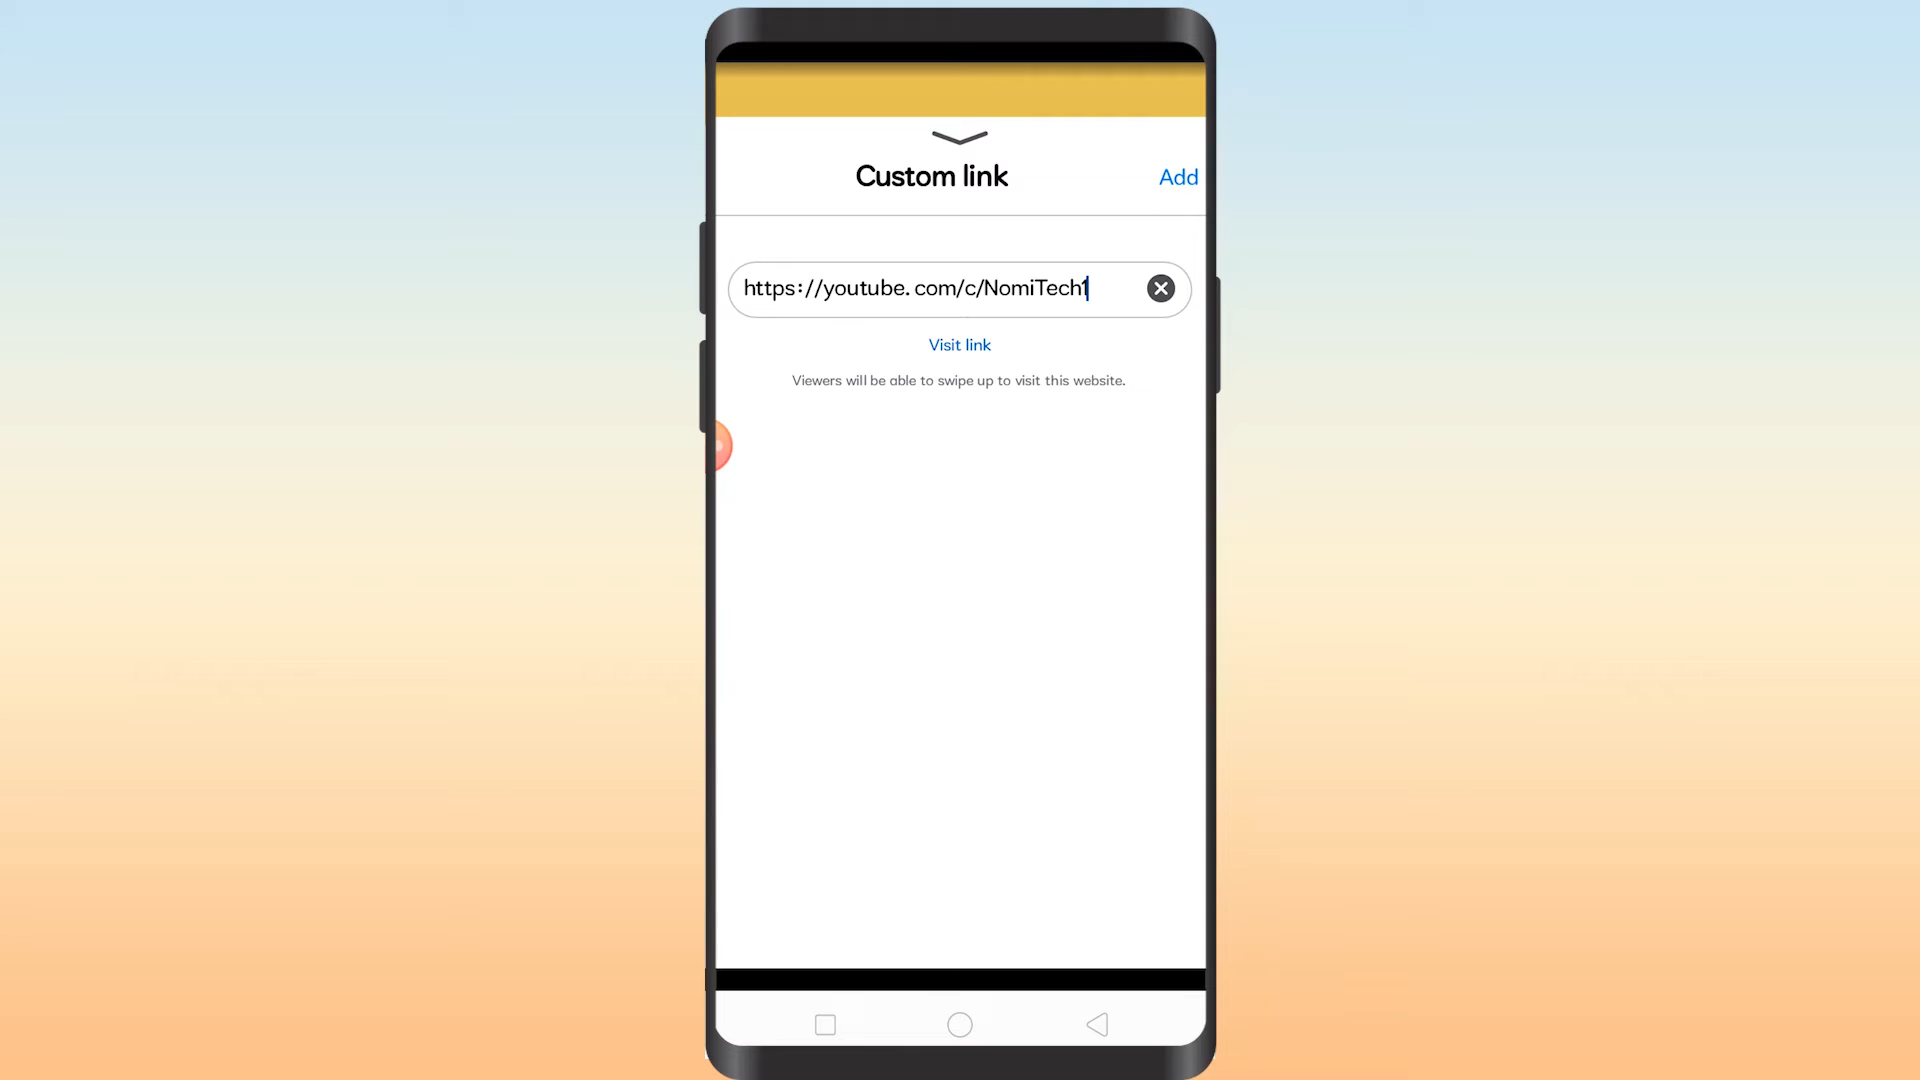 Custom link
Add
https://youtube.com/c/NomiTech1
Visit link
Viewers will be able to swipe up to visit this website.